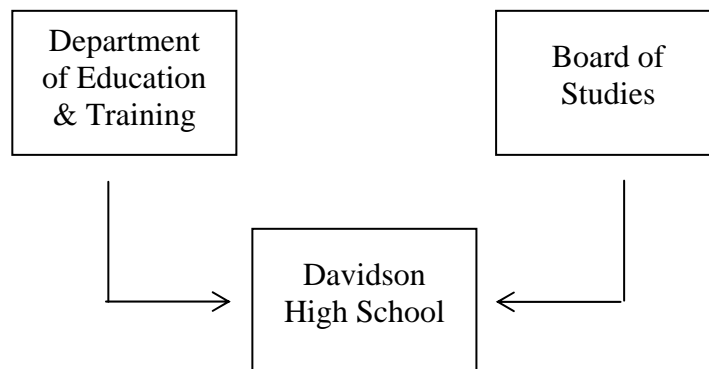 Department
of Education
& Training
Board of
Studies
Davidson
High School